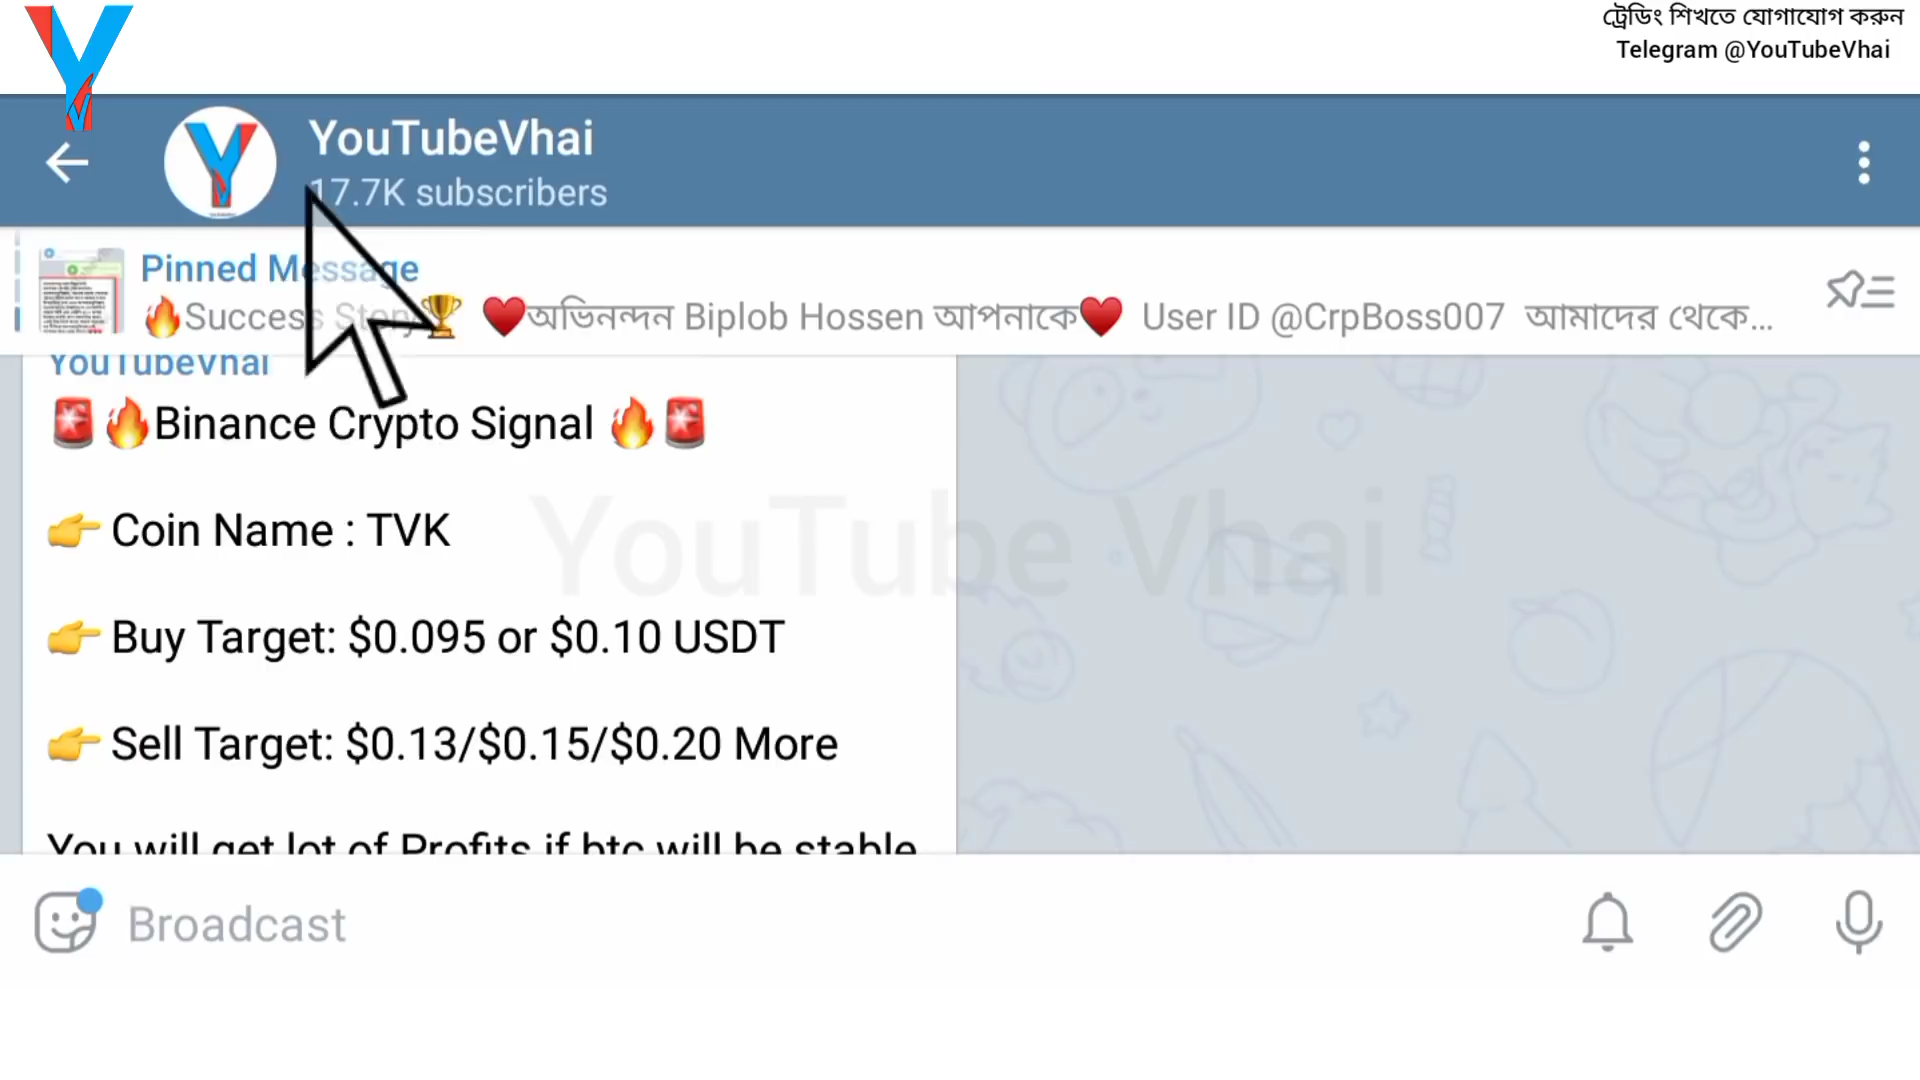 ট্রেডিং শিখতে যোগাযোগ করুন
Telegram @YouTubeVhai
YouTubeVhai
17.7K subscribers
Pinned Message
🔥Success Story🏆 ♥️অভিনন্দন Biplob Hossen আপনাকে♥️ User ID @CrpBoss007 আমাদের থেকে...
YouTubeVhai
🚨🔥Binance Crypto Signal 🔥🚨
👉 Coin Name : TVK
YouTube Vhai
👉 Buy Target: $0.095 or $0.10 USDT
👉 Sell Target: $0.13/$0.15/$0.20 More
You will get lot of Profits if btc will be stable
Broadcast